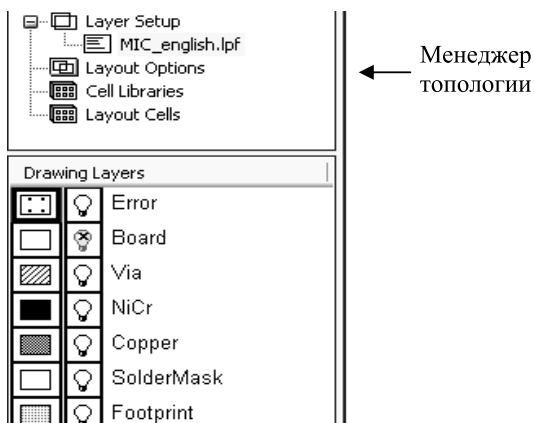 Layer Setup
MIC_english.lpf
Layout Options
Cell Libraries
Layout Cells
Менеджер
топологии
Drawing Layers
Error
Board
Via
NiCr
Copper
SolderMask
Footprint